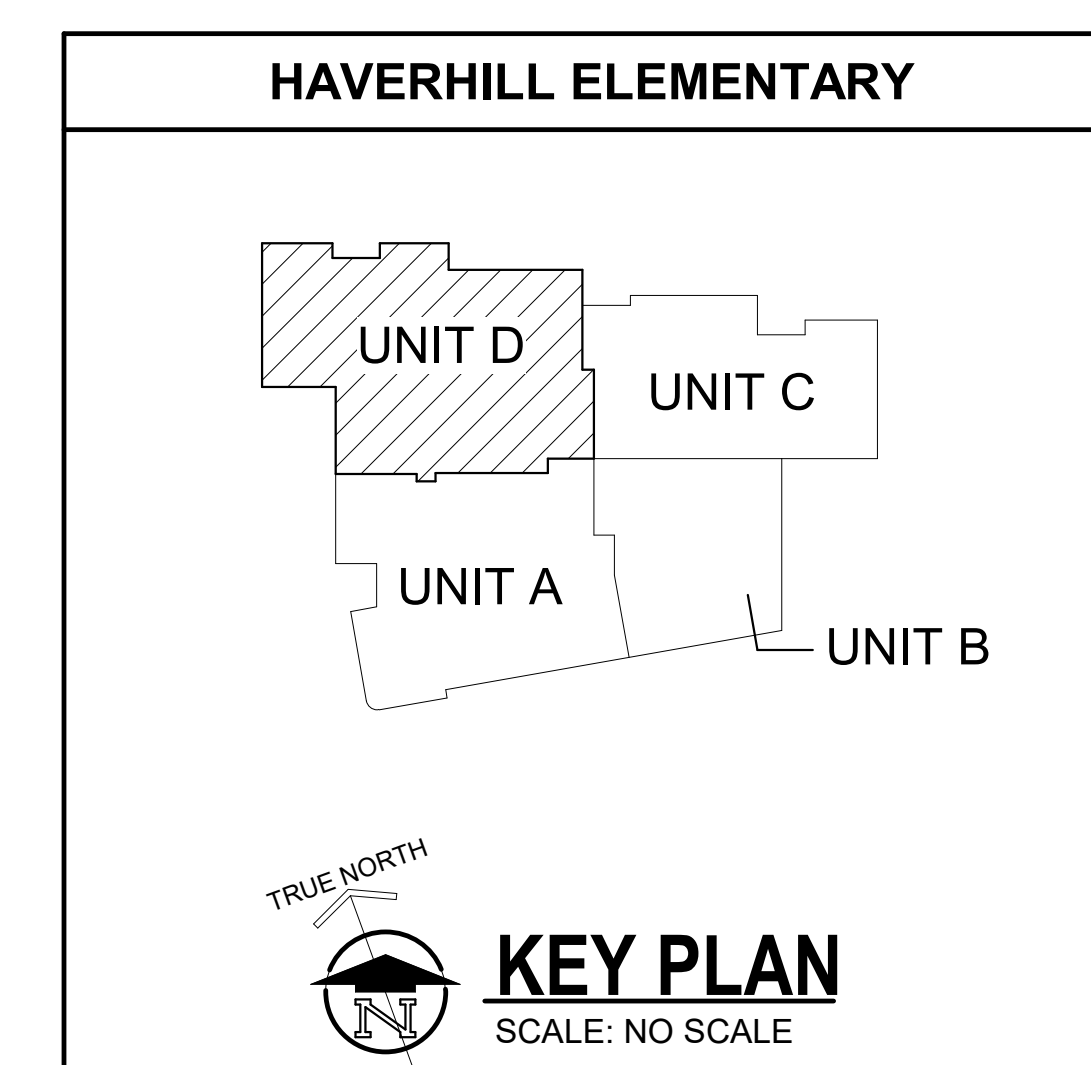 HAVERHILL ELEMENTARY
UNIT D
UNIT C
UNIT A
UNIT B
TRUE NORTH
N
KEY PLAN
SCALE: NO SCALE